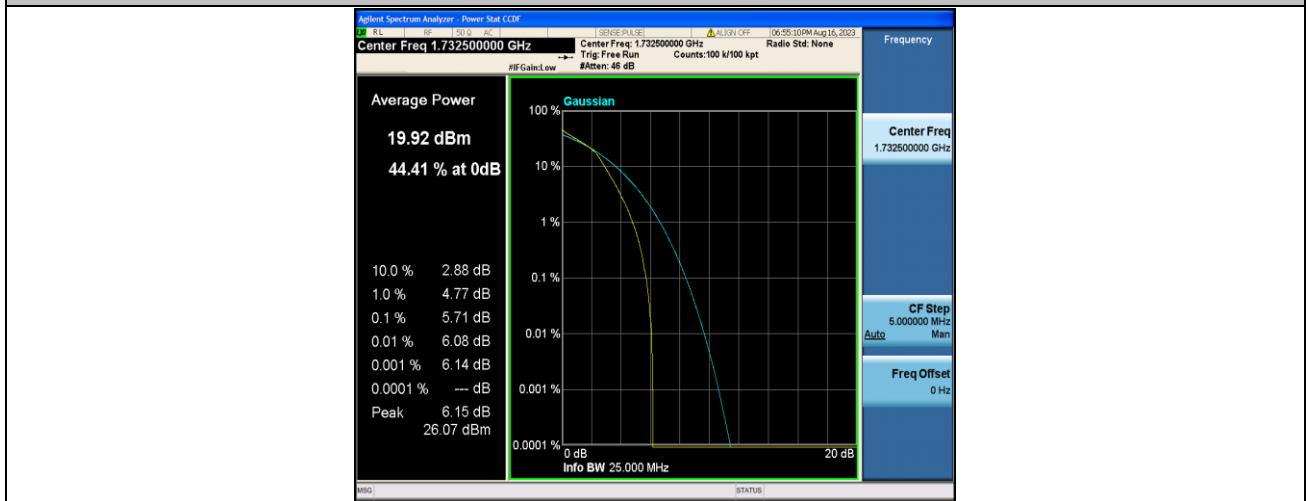 Agilent Spectrum Analyzer - Power Stat CCDF
RL RF 50 Ω AC SENSE:PULSE ALIGN OFF 06:55:10PM Aug 16, 2023
Center Freq 1.732500000 GHz
Center Freq: 1.732500000 GHz Radio Std: None
Trig: Free Run Counts:100 k/100 kpt
#IFGain:Low #Atten: 46 dB
Frequency
Average Power
19.92 dBm
44.41 % at 0dB
10.0 % 2.88 dB
1.0 % 4.77 dB
0.1 % 5.71 dB
0.01 % 6.08 dB
0.001 % 6.14 dB
0.0001 % --- dB
Peak 6.15 dB
26.07 dBm
Gaussian
100 %
10 %
1 %
0.1 %
0.01 %
0.001 %
0.0001 %
0 dB 20 dB
Info BW 25.000 MHz
Center Freq
1.732500000 GHz
CF Step
5.000000 MHz
Auto Man
Freq Offset
0 Hz
MSG STATUS